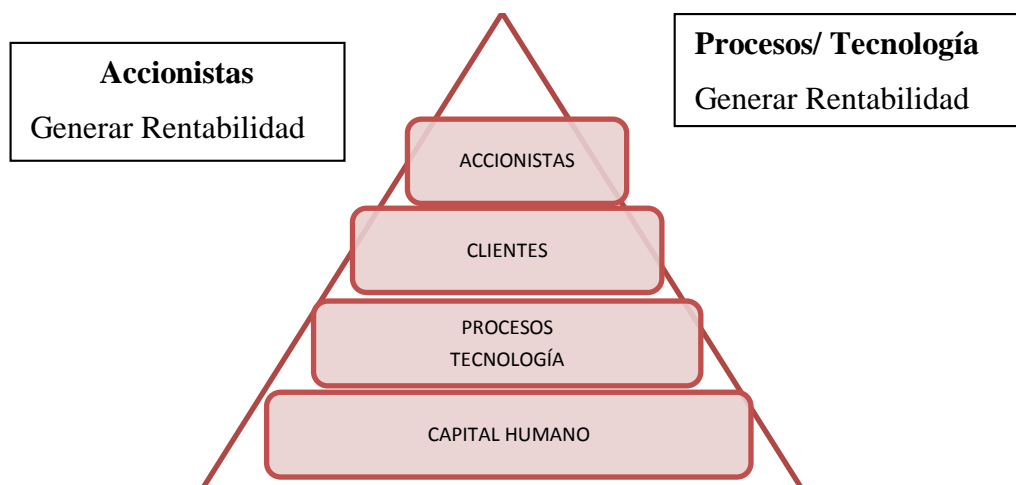 Accionistas
Generar Rentabilidad
Procesos/ Tecnología
Generar Rentabilidad
ACCIONISTAS
CLIENTES
PROCESOS
TECNOLOGÍA
CAPITAL HUMANO